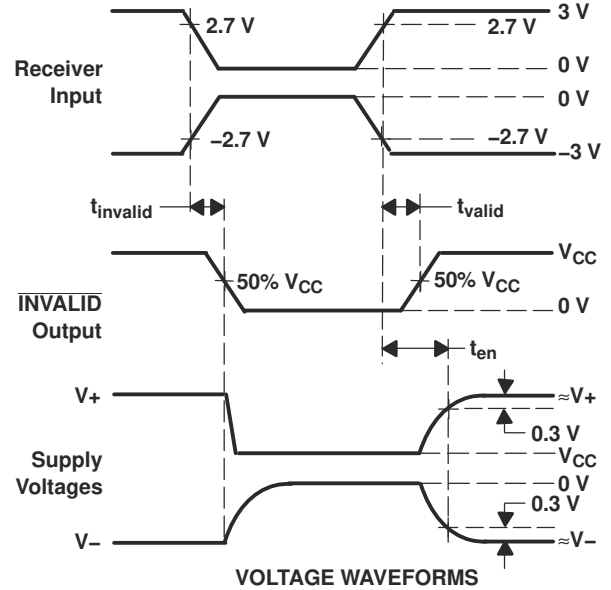 2.7 V
2.7 V
3 V
Receiver
Input
0 V
0 V
−2.7 V
−2.7 V
−3 V
tinvalid
tvalid
VCC
INVALID
Output
50% VCC
50% VCC
0 V
ten
V+
≈V+
0.3 V
Supply
Voltages
VCC
0 V
0.3 V
V−
≈V−
VOLTAGE WAVEFORMS